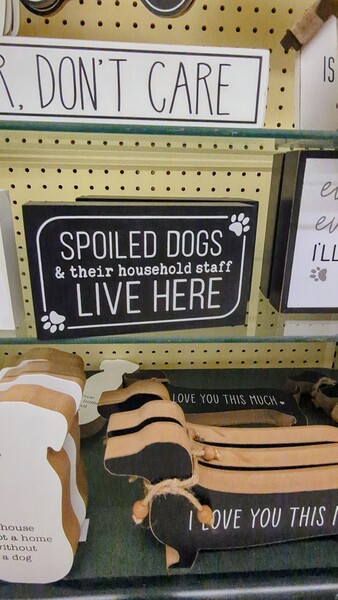 R, DON'T CARE
IS
SPOILED DOGS
& their household staff
LIVE HERE
I'LL
LOVE YOU THIS MUCH
I LOVE YOU THIS
house
t a home
without
a dog